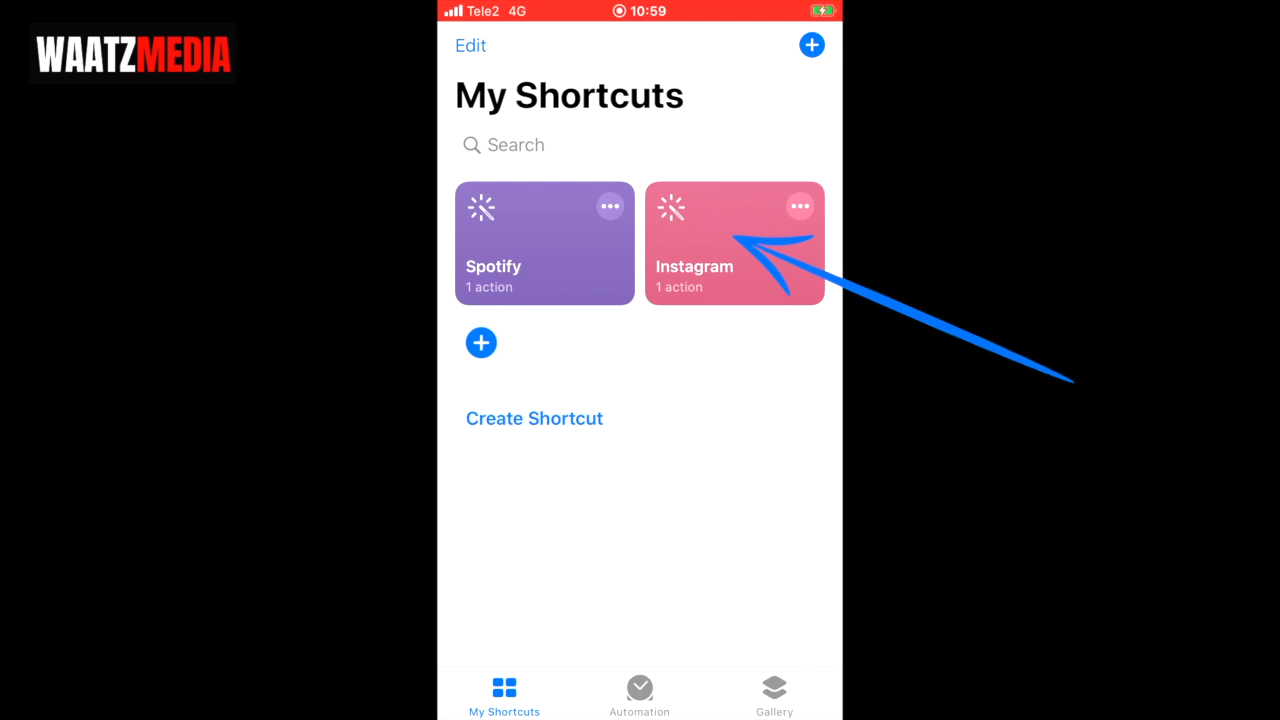 WAATZMEDIA
Tele2 4G 10:59
Edit
My Shortcuts
Search
Spotify
1 action
Instagram
1 action
Create Shortcut
My Shortcuts
Automation
Gallery